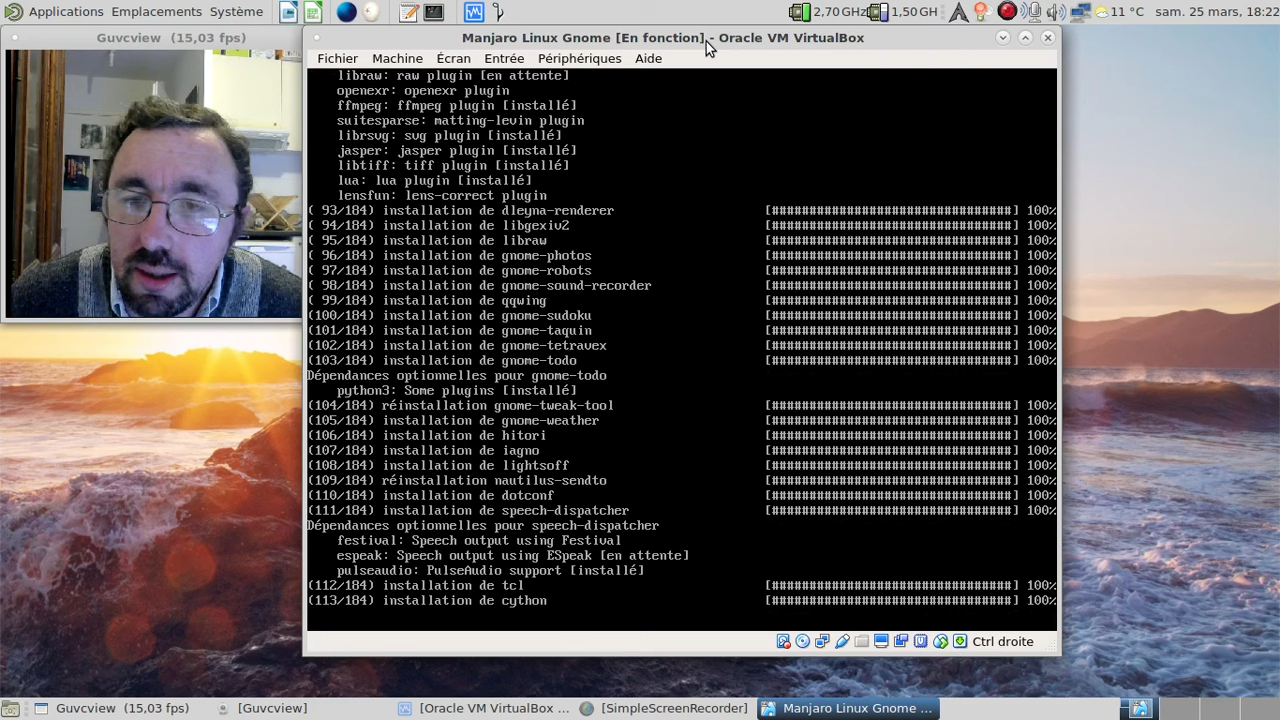 Applications Emplacements Système
2,70 GHz 1,50 GH 11 °C sam. 25 mars, 18:22
Guvcview (15,03 fps)
Manjaro Linux Gnome [En fonction] - Oracle VM VirtualBox
Fichier Machine Écran Entrée Périphériques Aide
libraw: raw plugin [en attente]
openexr: openexr plugin
ffmpeg: ffmpeg plugin [installé]
suitesparse: matting-levin plugin
librsvg: svg plugin [installé]
jasper: jasper plugin [installé]
libtiff: tiff plugin [installé]
lua: lua plugin [installé]
lensfun: lens-correct plugin
( 93/184) installation de dleyna-renderer [################################] 100%
( 94/184) installation de libgexiv2 [################################] 100%
( 95/184) installation de libraw [################################] 100%
( 96/184) installation de gnome-photos [################################] 100%
( 97/184) installation de gnome-robots [################################] 100%
( 98/184) installation de gnome-sound-recorder [################################] 100%
( 99/184) installation de qqwing [################################] 100%
(100/184) installation de gnome-sudoku [################################] 100%
(101/184) installation de gnome-taquin [################################] 100%
(102/184) installation de gnome-tetravex [################################] 100%
(103/184) installation de gnome-todo [################################] 100%
Dépendances optionnelles pour gnome-todo
python3: Some plugins [installé]
(104/184) réinstallation gnome-tweak-tool [################################] 100%
(105/184) installation de gnome-weather [################################] 100%
(106/184) installation de hitori [################################] 100%
(107/184) installation de iagno [################################] 100%
(108/184) installation de lightsoff [################################] 100%
(109/184) réinstallation nautilus-sendto [################################] 100%
(110/184) installation de dotconf [################################] 100%
(111/184) installation de speech-dispatcher [################################] 100%
Dépendances optionnelles pour speech-dispatcher
festival: Speech output using Festival
espeak: Speech output using ESpeak [en attente]
pulseaudio: PulseAudio support [installé]
(112/184) installation de tcl [################################] 100%
(113/184) installation de cython [################################] 100%
Ctrl droite
Guvcview (15,03 fps) [Guvcview] [Oracle VM VirtualBox ... [SimpleScreenRecorder] Manjaro Linux Gnome ...